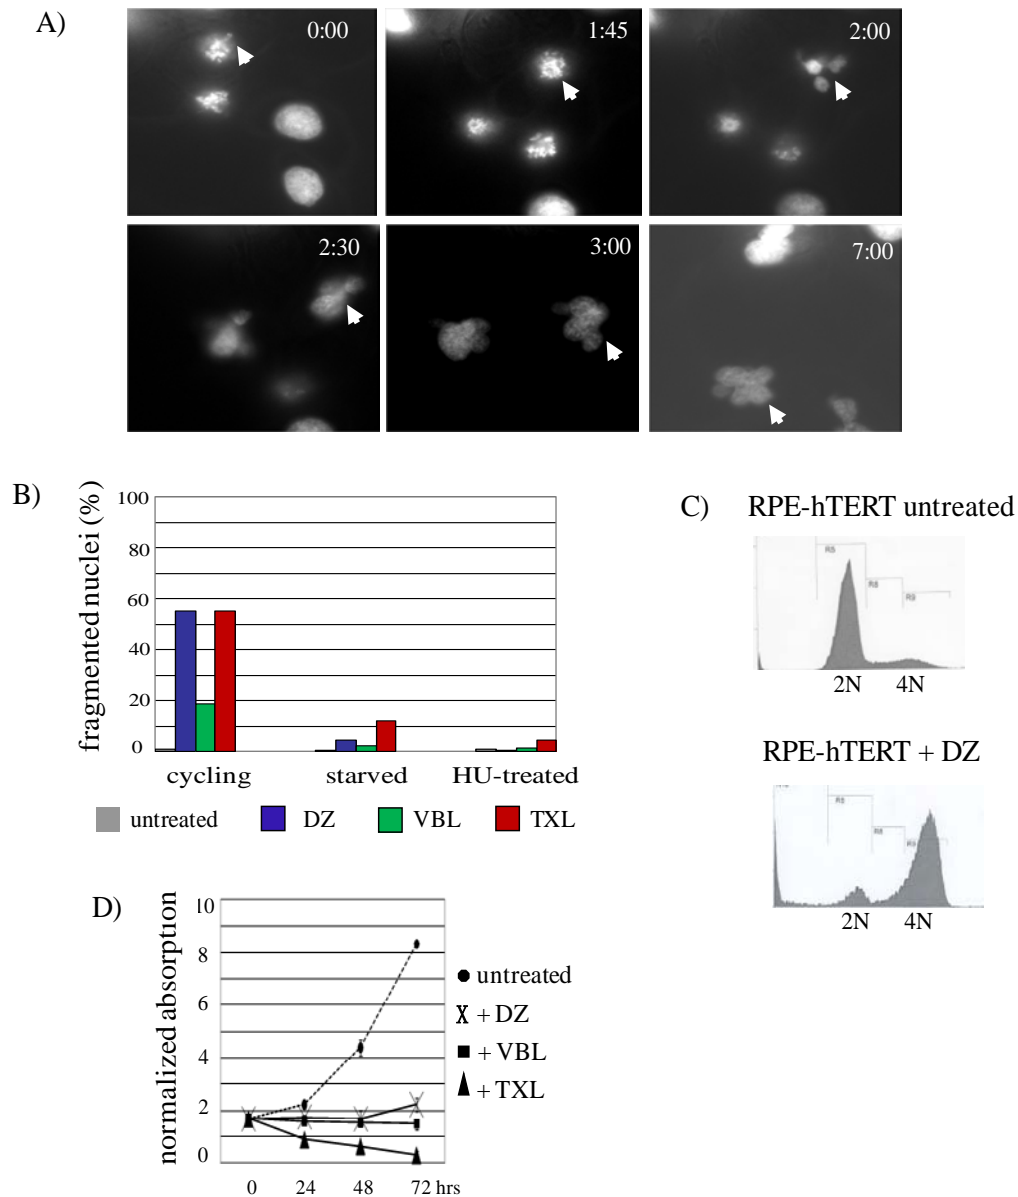 A)
0:00
1:45
2:00
2:30
3:00
7:00
B)
fragmented nuclei (%)
100
80
60
40
20
0
cycling
starved
HU-treated
untreated
DZ
VBL
TXL
C)
RPE-hTERT untreated
R5
R8
R9
2N
4N
RPE-hTERT + DZ
R5
R8
R9
2N
4N
D)
normalized absorption
10
8
6
4
2
0
0
24
48
72 hrs
untreated
+ DZ
+ VBL
+ TXL